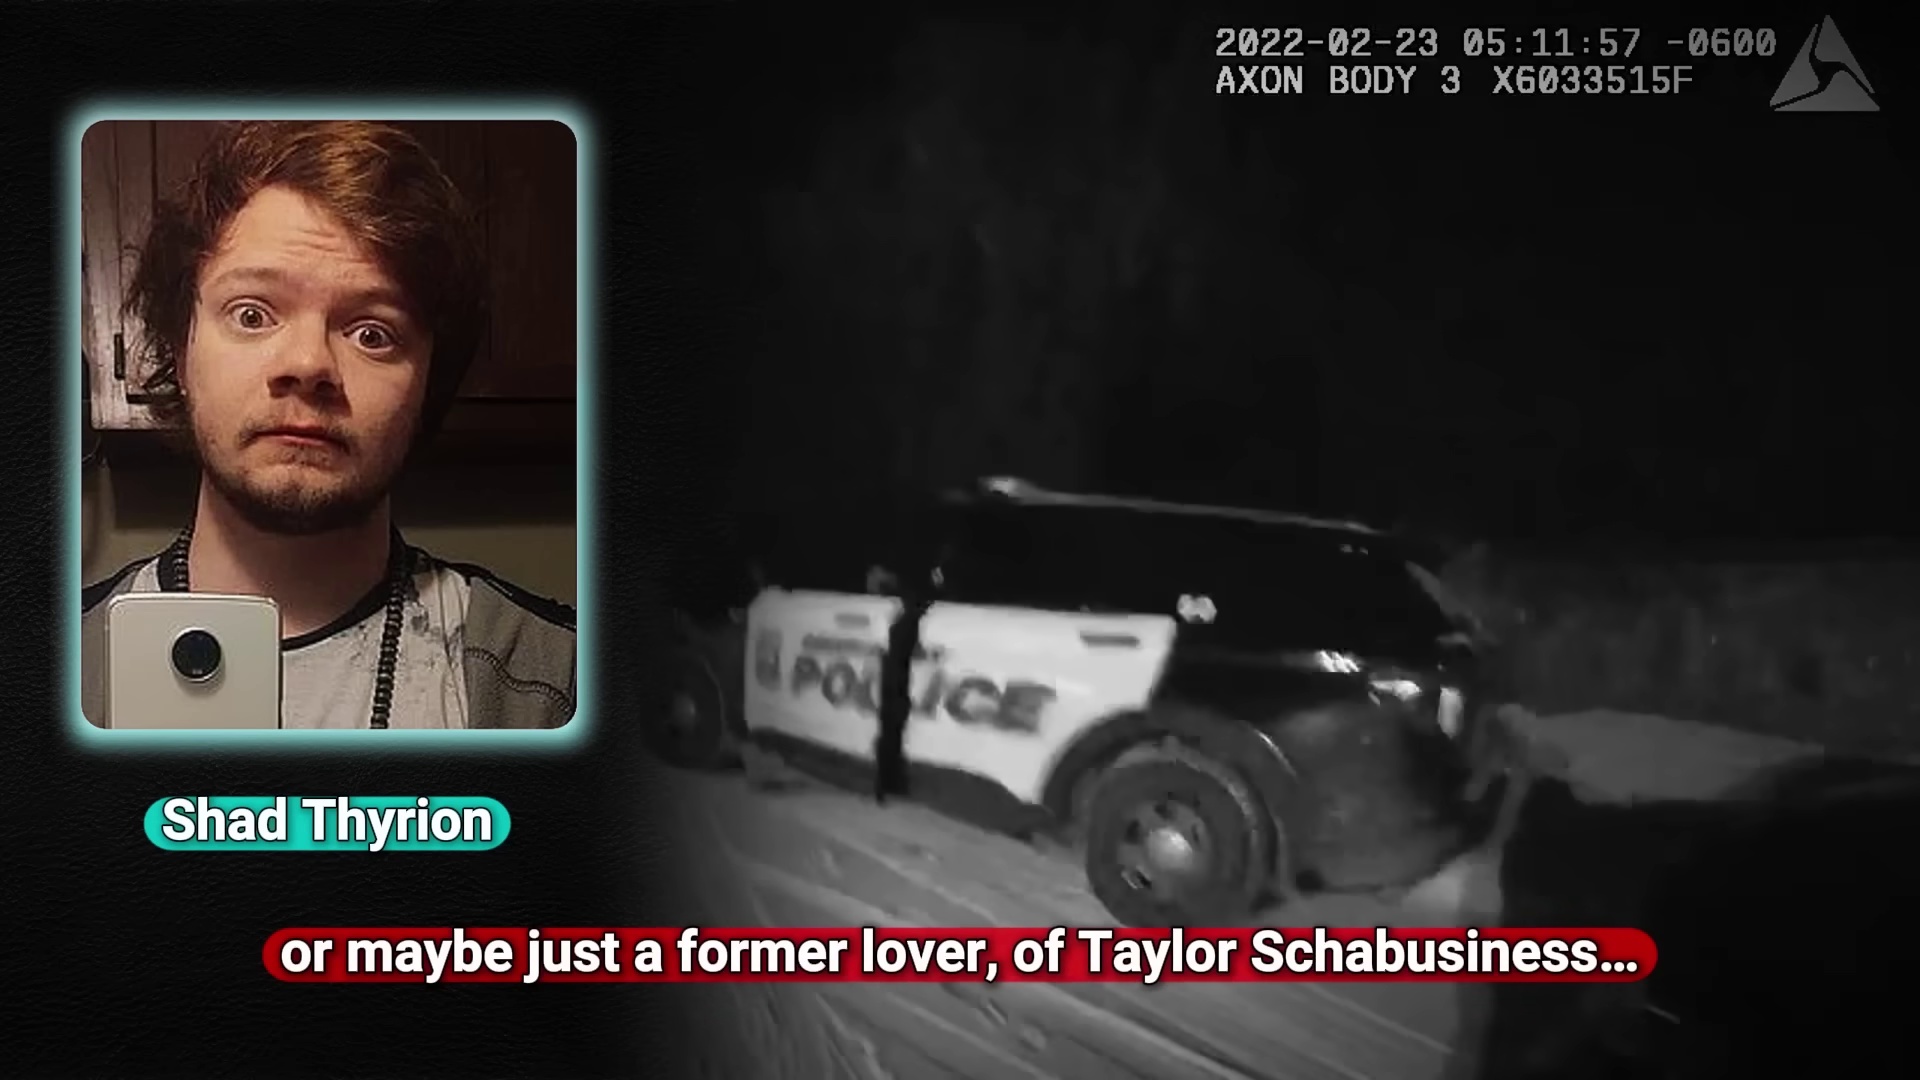 2022-02-23 05:11:57 -0600
AXON BODY 3 X6033515F
POLICE
Shad Thyrion
or maybe just a former lover, of Taylor Schabusiness...